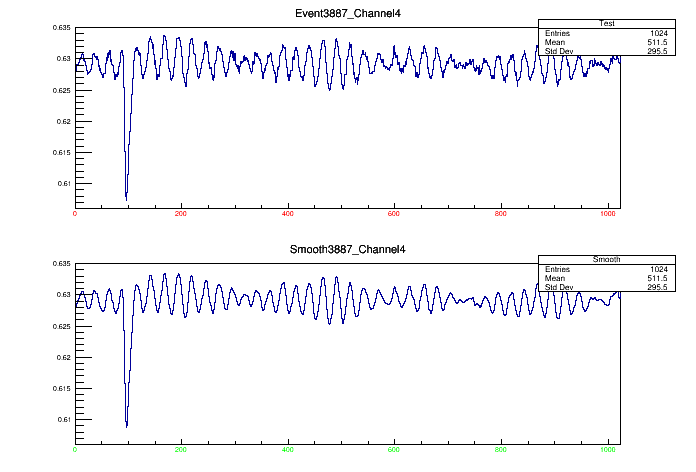 Event3887_Channel4
Test
Entries 1024
Mean 511.5
Std Dev 295.5
0.635
0.63
0.625
0.62
0.615
0.61
0 200 400 600 800 1000
Smooth3887_Channel4
Smooth
Entries 1024
Mean 511.5
Std Dev 295.5
0.635
0.63
0.625
0.62
0.615
0.61
0 200 400 600 800 1000